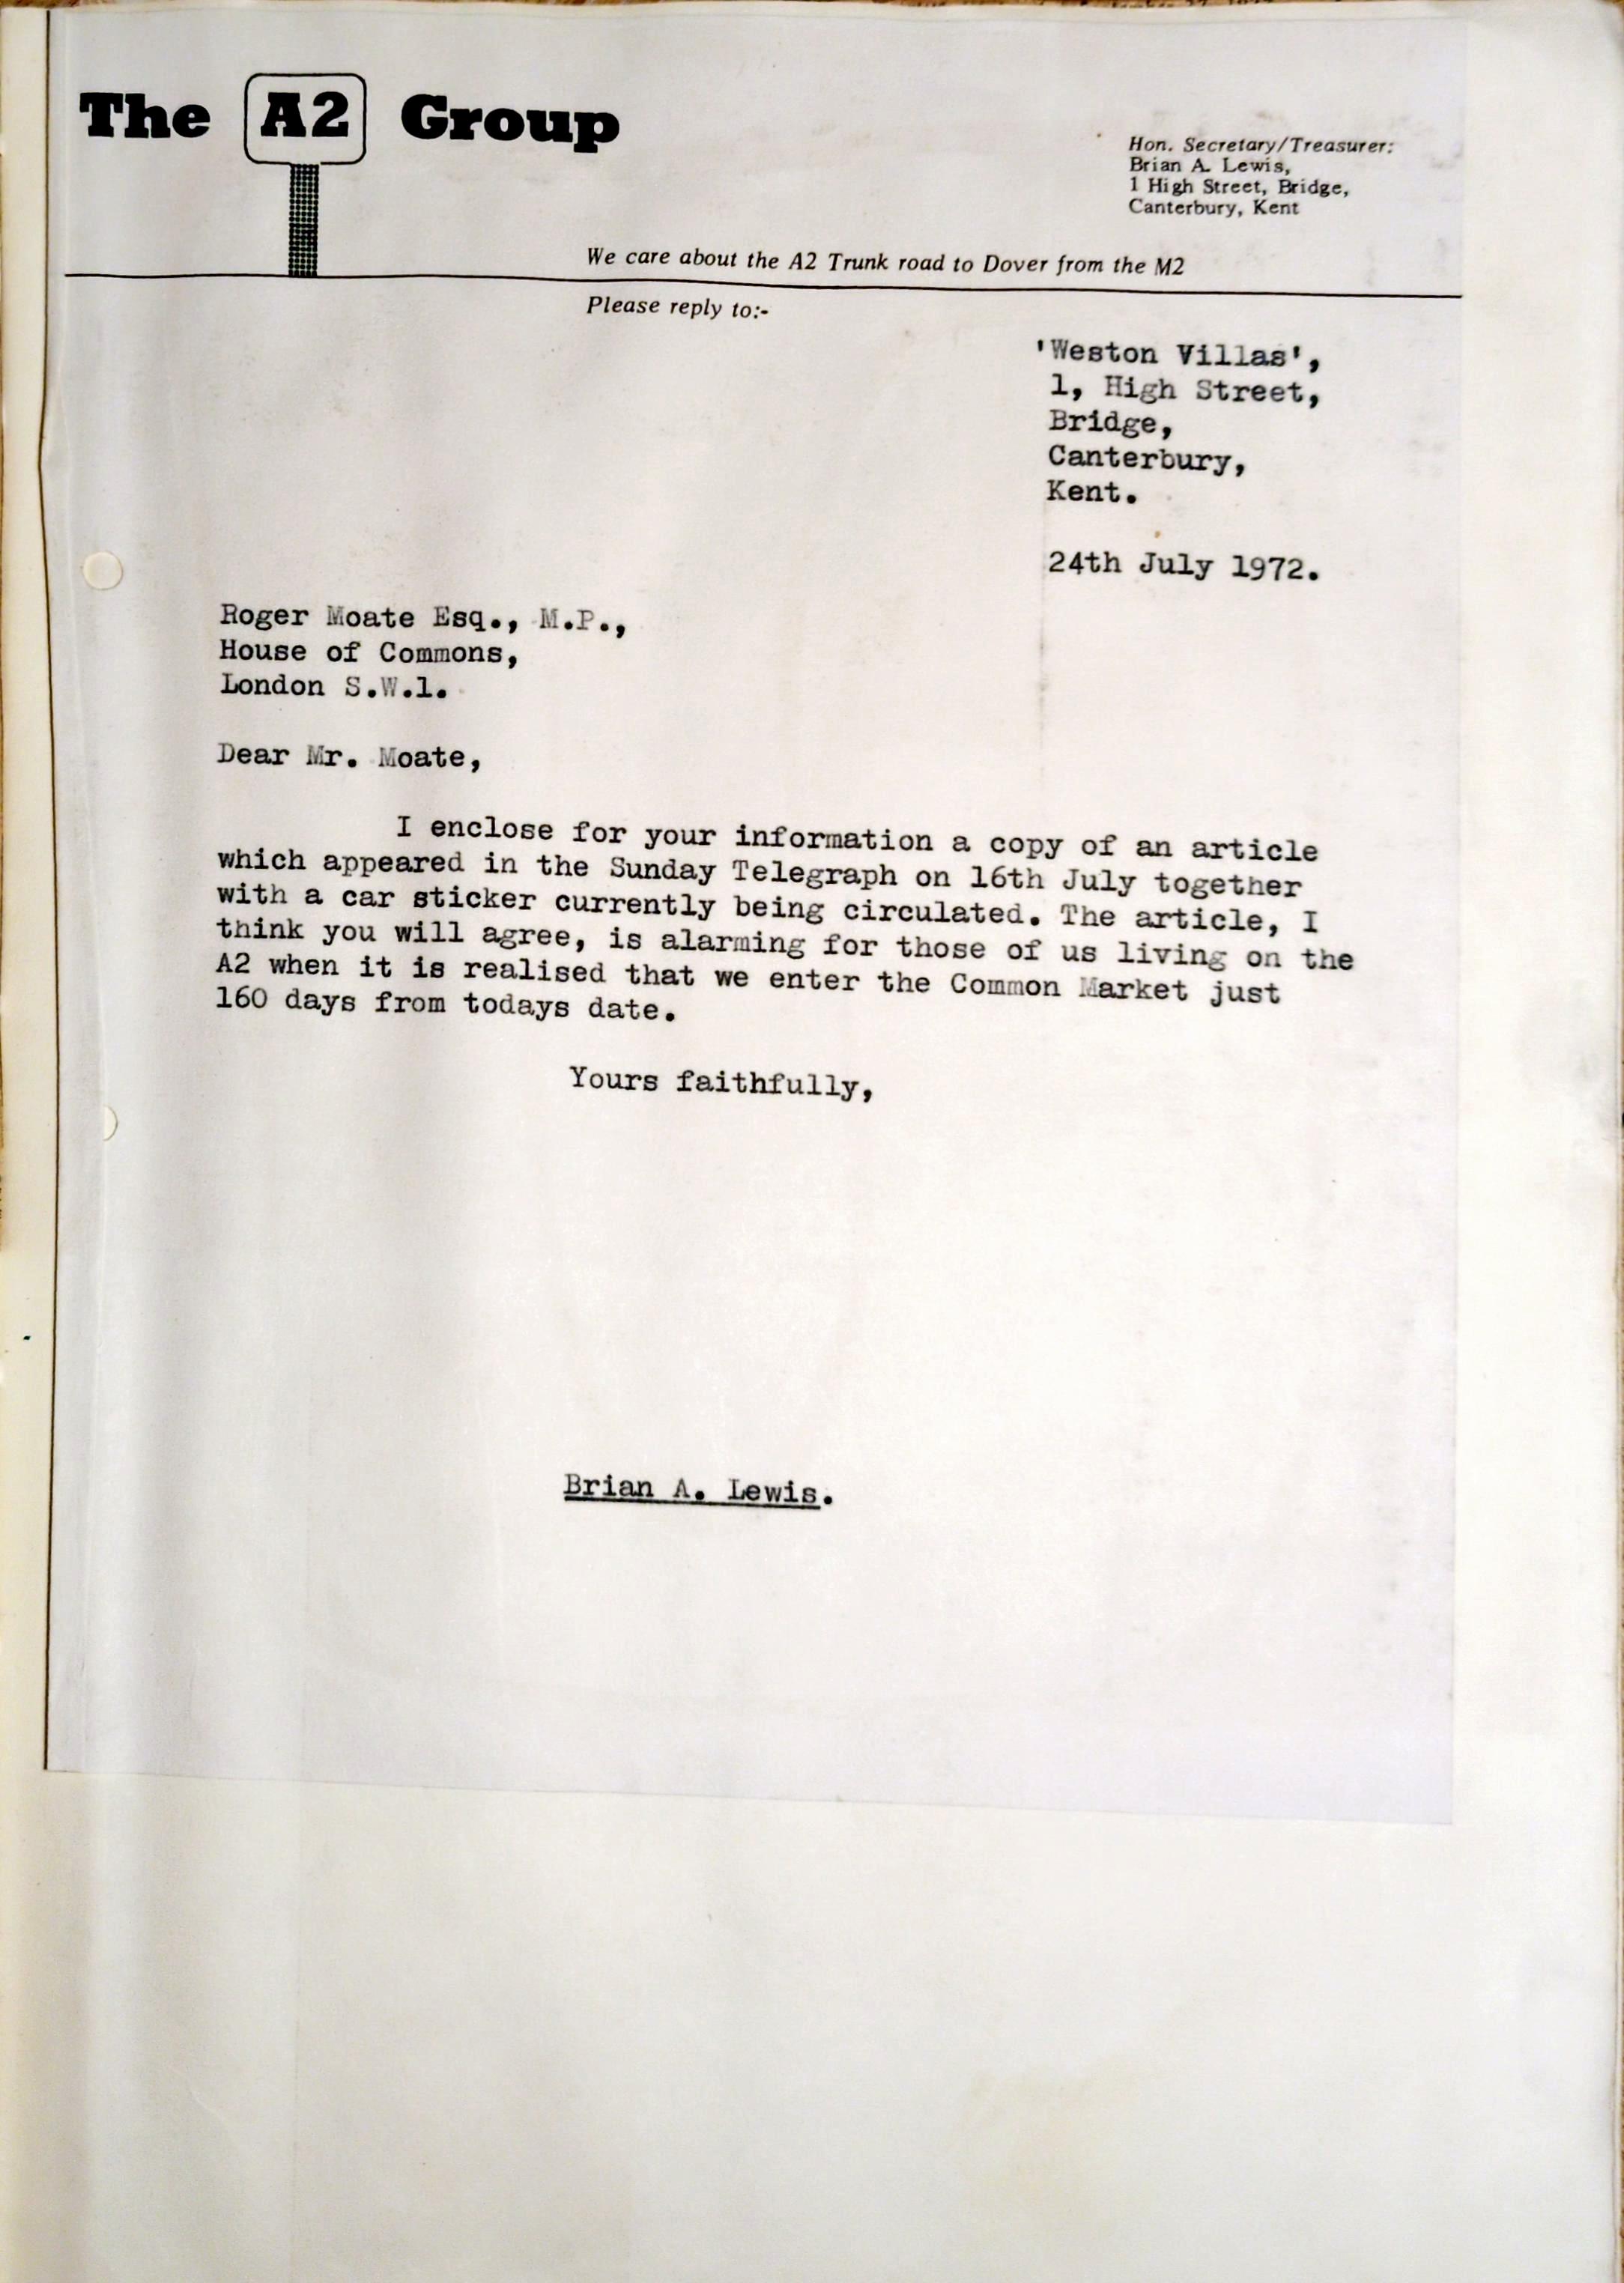 The A2 Group
Hon. Secretary/Treasurer:
Brian A. Lewis,
1 High Street, Bridge,
Canterbury, Kent
We care about the A2 Trunk road to Dover from the M2
Please reply to:-
'Weston Villas',
1, High Street,
Bridge,
Canterbury,
Kent.
24th July 1972.
Roger Moate Esq., M.P.,
House of Commons,
London S.W.1.
Dear Mr. Moate,
I enclose for your information a copy of an article
which appeared in the Sunday Telegraph on 16th July together
with a car sticker currently being circulated. The article, I
think you will agree, is alarming for those of us living on the
A2 when it is realised that we enter the Common Market just
160 days from todays date.
Yours faithfully,
Brian A. Lewis.